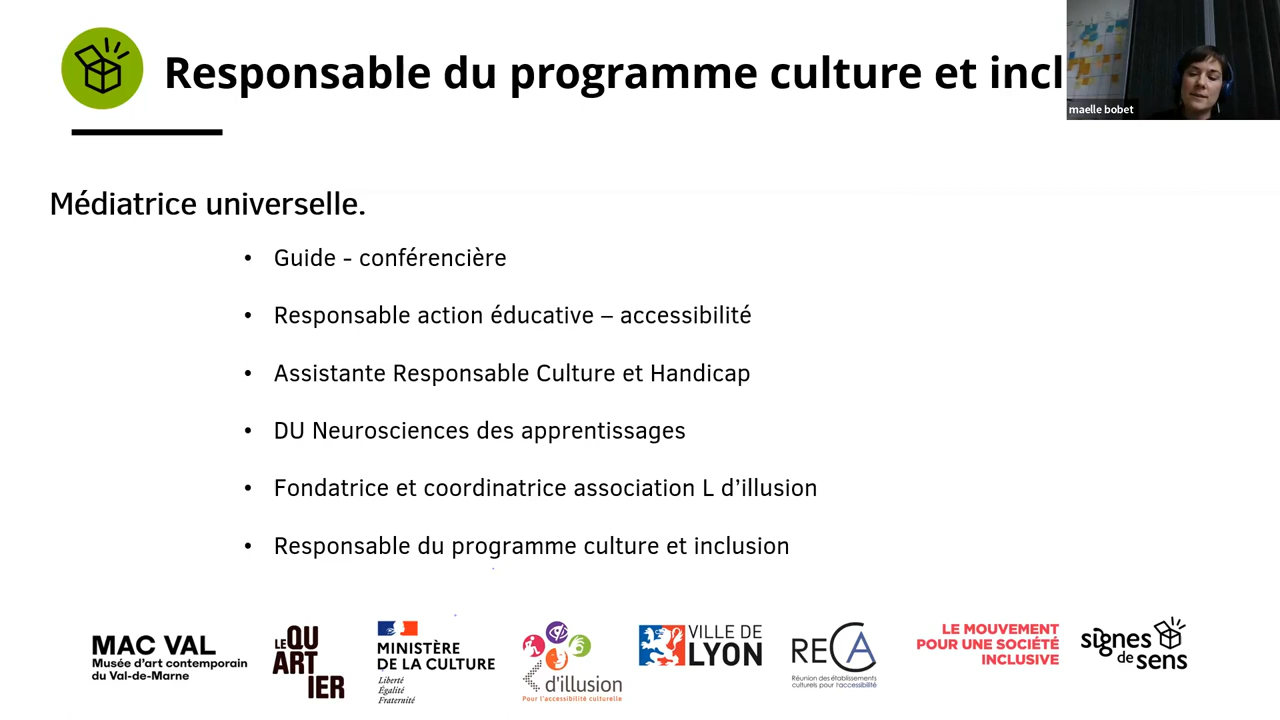 Responsable du programme culture et incl
maelle bobet
Médiatrice universelle.
• Guide - conférencière
• Responsable action éducative – accessibilité
• Assistante Responsable Culture et Handicap
• DU Neurosciences des apprentissages
• Fondatrice et coordinatrice association L d’illusion
• Responsable du programme culture et inclusion
MAC VAL
Musée d'art contemporain
du Val-de-Marne
LE QU
ART
IER
MINISTÈRE
DE LA CULTURE
Liberté
Égalité
Fraternité
d'illusion
Pour l'accessibilité culturelle
VILLE DE
LYON
RECA
Réunion des établissements
culturels pour l'accessibilité
LE MOUVEMENT
POUR UNE SOCIÉTÉ
INCLUSIVE
signes
de sens